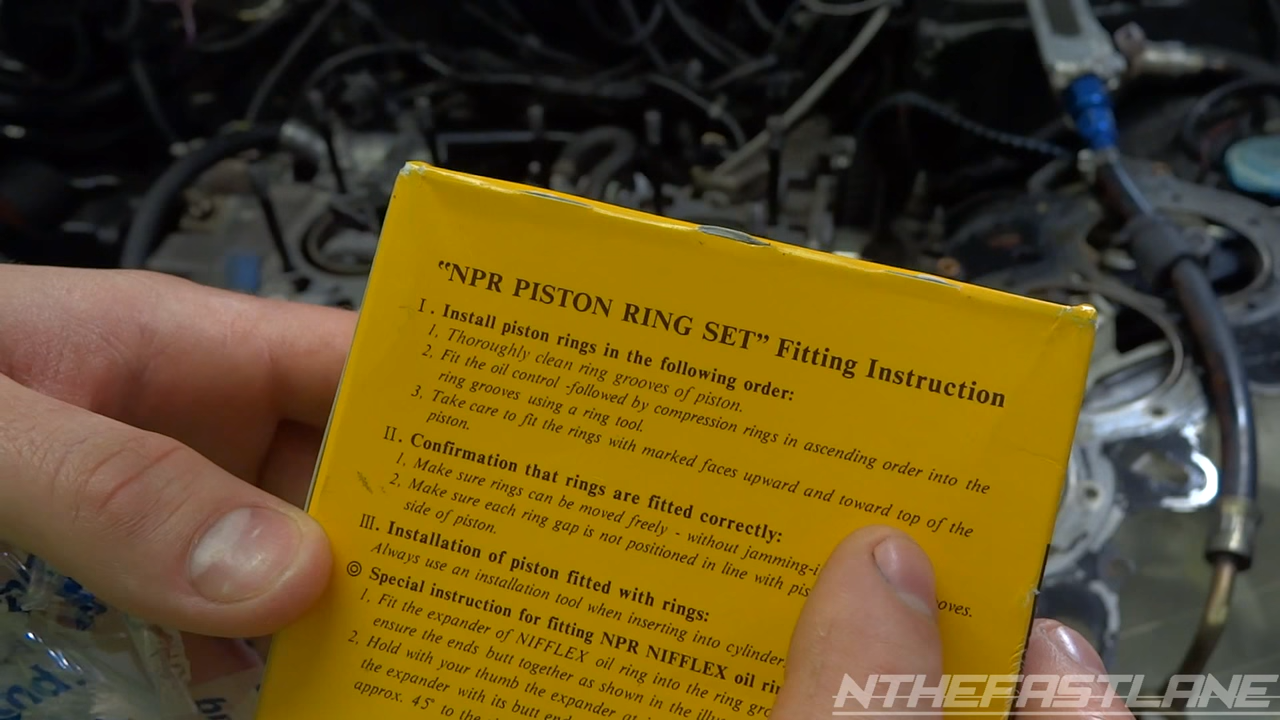 "NPR PISTON RING SET" Fitting Instruction
I. Install piston rings in the following order:
1. Thoroughly clean ring grooves of piston.
2. Fit the oil control -followed by compression rings in ascending order into the
ring grooves using a ring tool.
3. Take care to fit the rings with marked faces upward and toward top of the
piston.
II. Confirmation that rings are fitted correctly:
1. Make sure rings can be moved freely - without jamming-i
2. Make sure each ring gap is not positioned in line with pis oves.
side of piston.
III. Installation of piston fitted with rings:
Always use an installation tool when inserting into cylinder.
◎ Special instruction for fitting NPR NIFFLEX oil rin
1. Fit the expander of NIFFLEX oil ring into the ring gro
ensure the ends butt together as shown in the illu
2. Hold with your thumb the expander at
the expander with its butt end
approx. 45° to the
NTHEFASTLANE